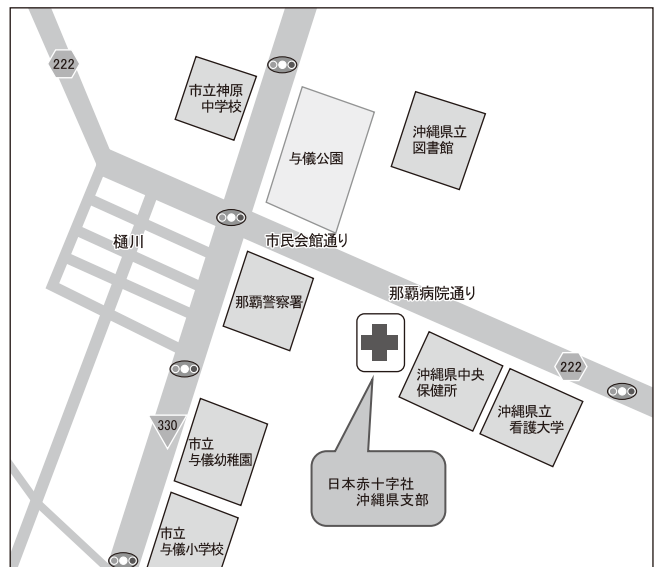 222
市立神原
中学校
与儀公園
沖縄県立
図書館
樋川
市民会館通り
那覇病院通り
那覇警察署
沖縄県中央
保健所
222
沖縄県立
看護大学
330
市立
与儀幼稚園
日本赤十字社
沖縄県支部
市立
与儀小学校